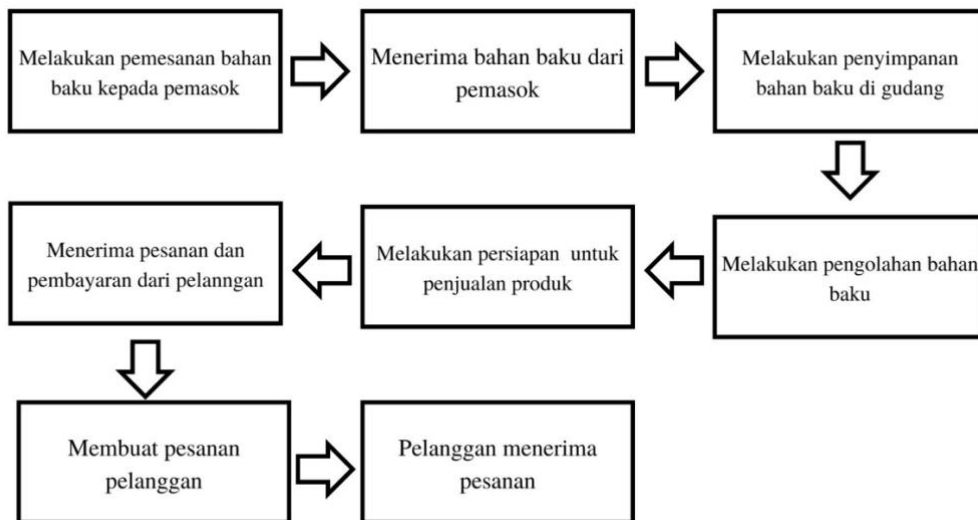 Melakukan pemesanan bahan
baku kepada pemasok
Menerima bahan baku dari
pemasok
Melakukan penyimpanan
bahan baku di gudang
Melakukan pengolahan bahan
baku
Melakukan persiapan untuk
penjualan produk
Menerima pesanan dan
pembayaran dari pelanngan
Membuat pesanan
pelanggan
Pelanggan menerima
pesanan